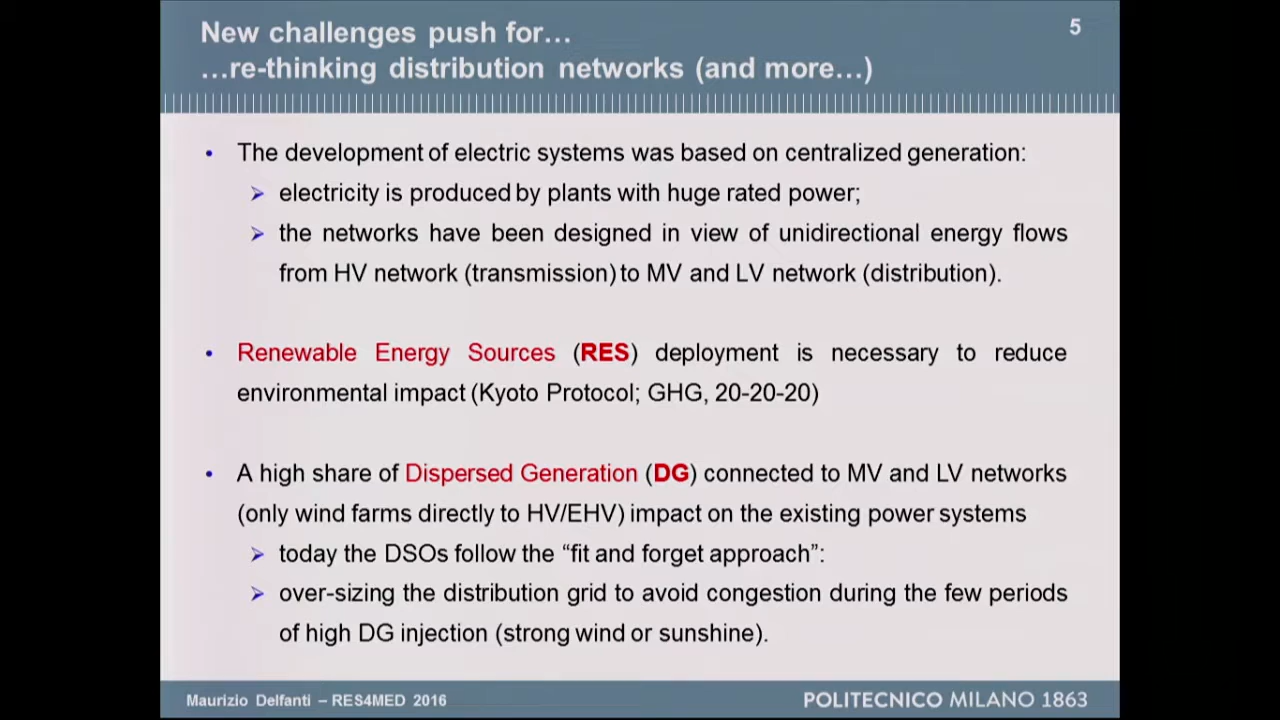 New challenges push for…
…re-thinking distribution networks (and more…)
5
• The development of electric systems was based on centralized generation:
➢ electricity is produced by plants with huge rated power;
➢ the networks have been designed in view of unidirectional energy flows
from HV network (transmission) to MV and LV network (distribution).
• Renewable Energy Sources (RES) deployment is necessary to reduce
environmental impact (Kyoto Protocol; GHG, 20-20-20)
• A high share of Dispersed Generation (DG) connected to MV and LV networks
(only wind farms directly to HV/EHV) impact on the existing power systems
➢ today the DSOs follow the “fit and forget approach”:
➢ over-sizing the distribution grid to avoid congestion during the few periods
of high DG injection (strong wind or sunshine).
Maurizio Delfanti – RES4MED 2016
POLITECNICO MILANO 1863